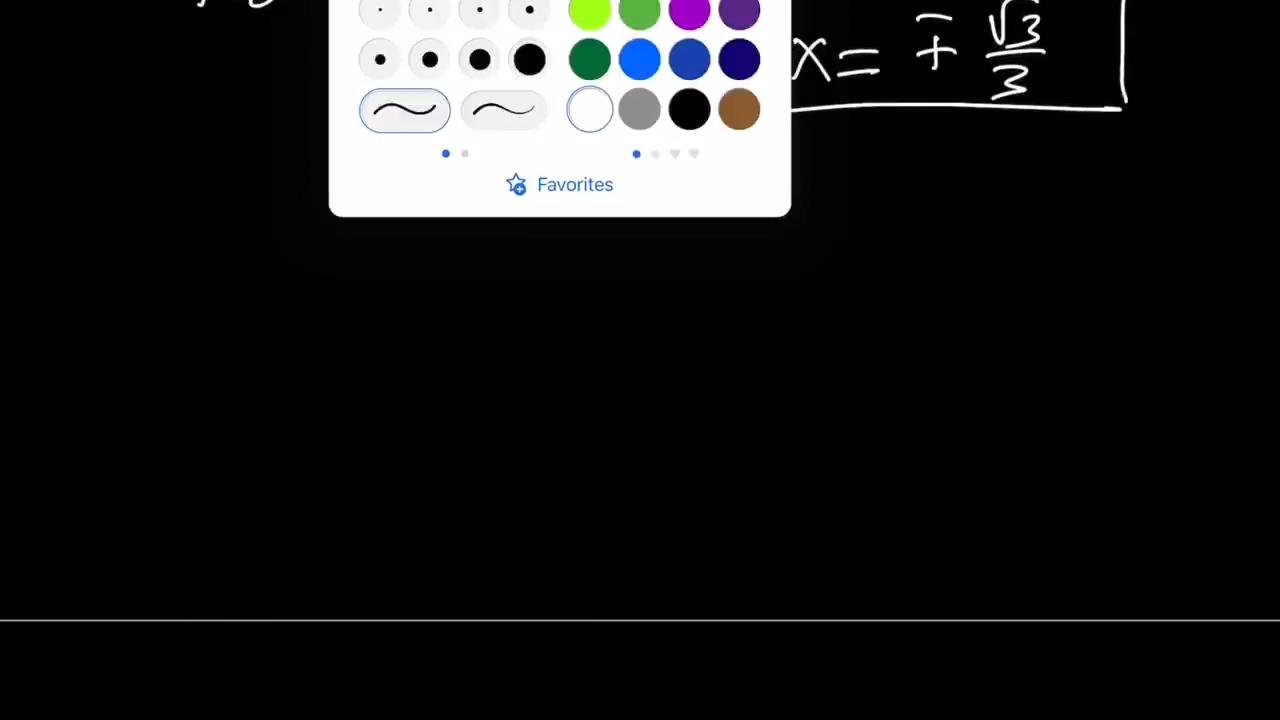 x = ∓ √3/3
Favorites